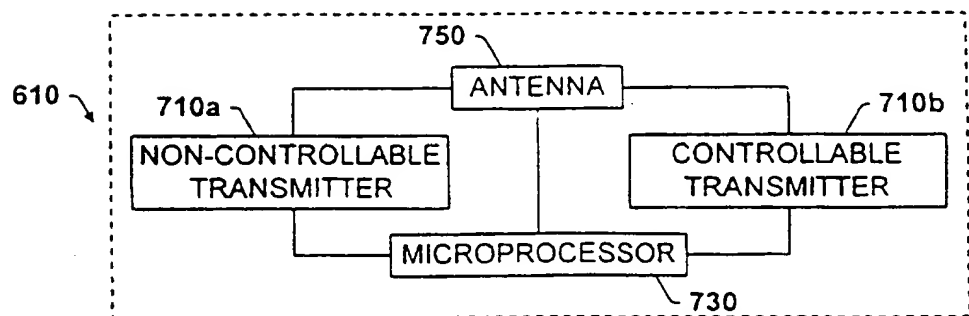 750
ANTENNA
610
710a
710b
NON-CONTROLLABLE
TRANSMITTER
CONTROLLABLE
TRANSMITTER
MICROPROCESSOR
730